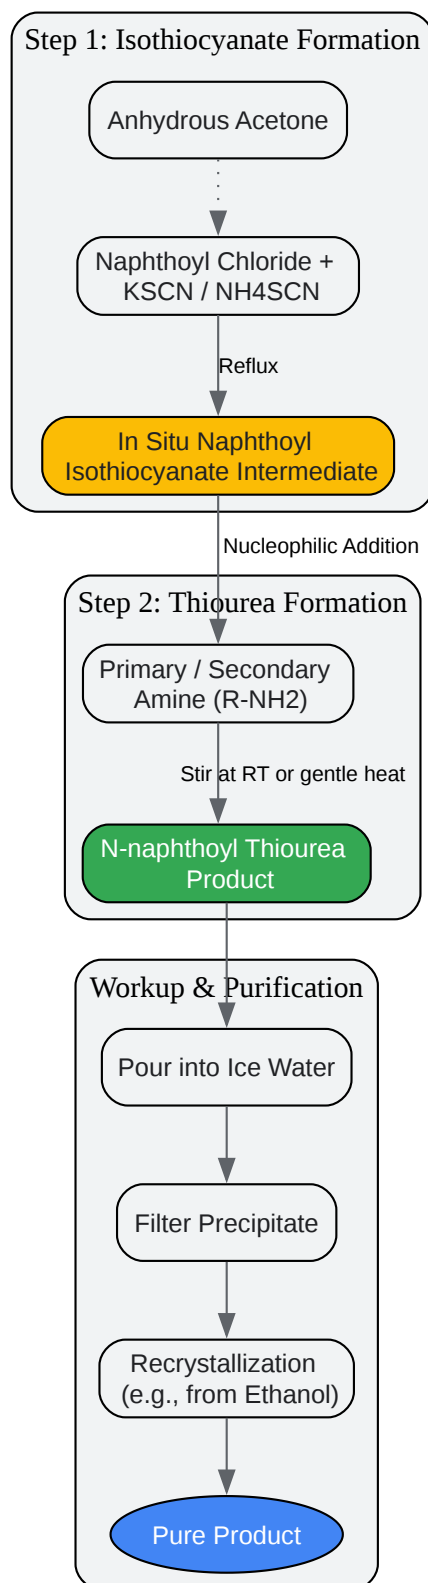 Step 1: Isothiocyanate Formation
Anhydrous Acetone
Naphthoyl Chloride +
KSCN / NH4SCN
Reflux
In Situ Naphthoyl
Isothiocyanate Intermediate
Nucleophilic Addition
Step 2: Thiourea Formation
Primary / Secondary
Amine (R-NH2)
Stir at RT or gentle heat
N-naphthoyl Thiourea
Product
Workup & Purification
Pour into Ice Water
Filter Precipitate
Recrystallization
(e.g., from Ethanol)
Pure Product